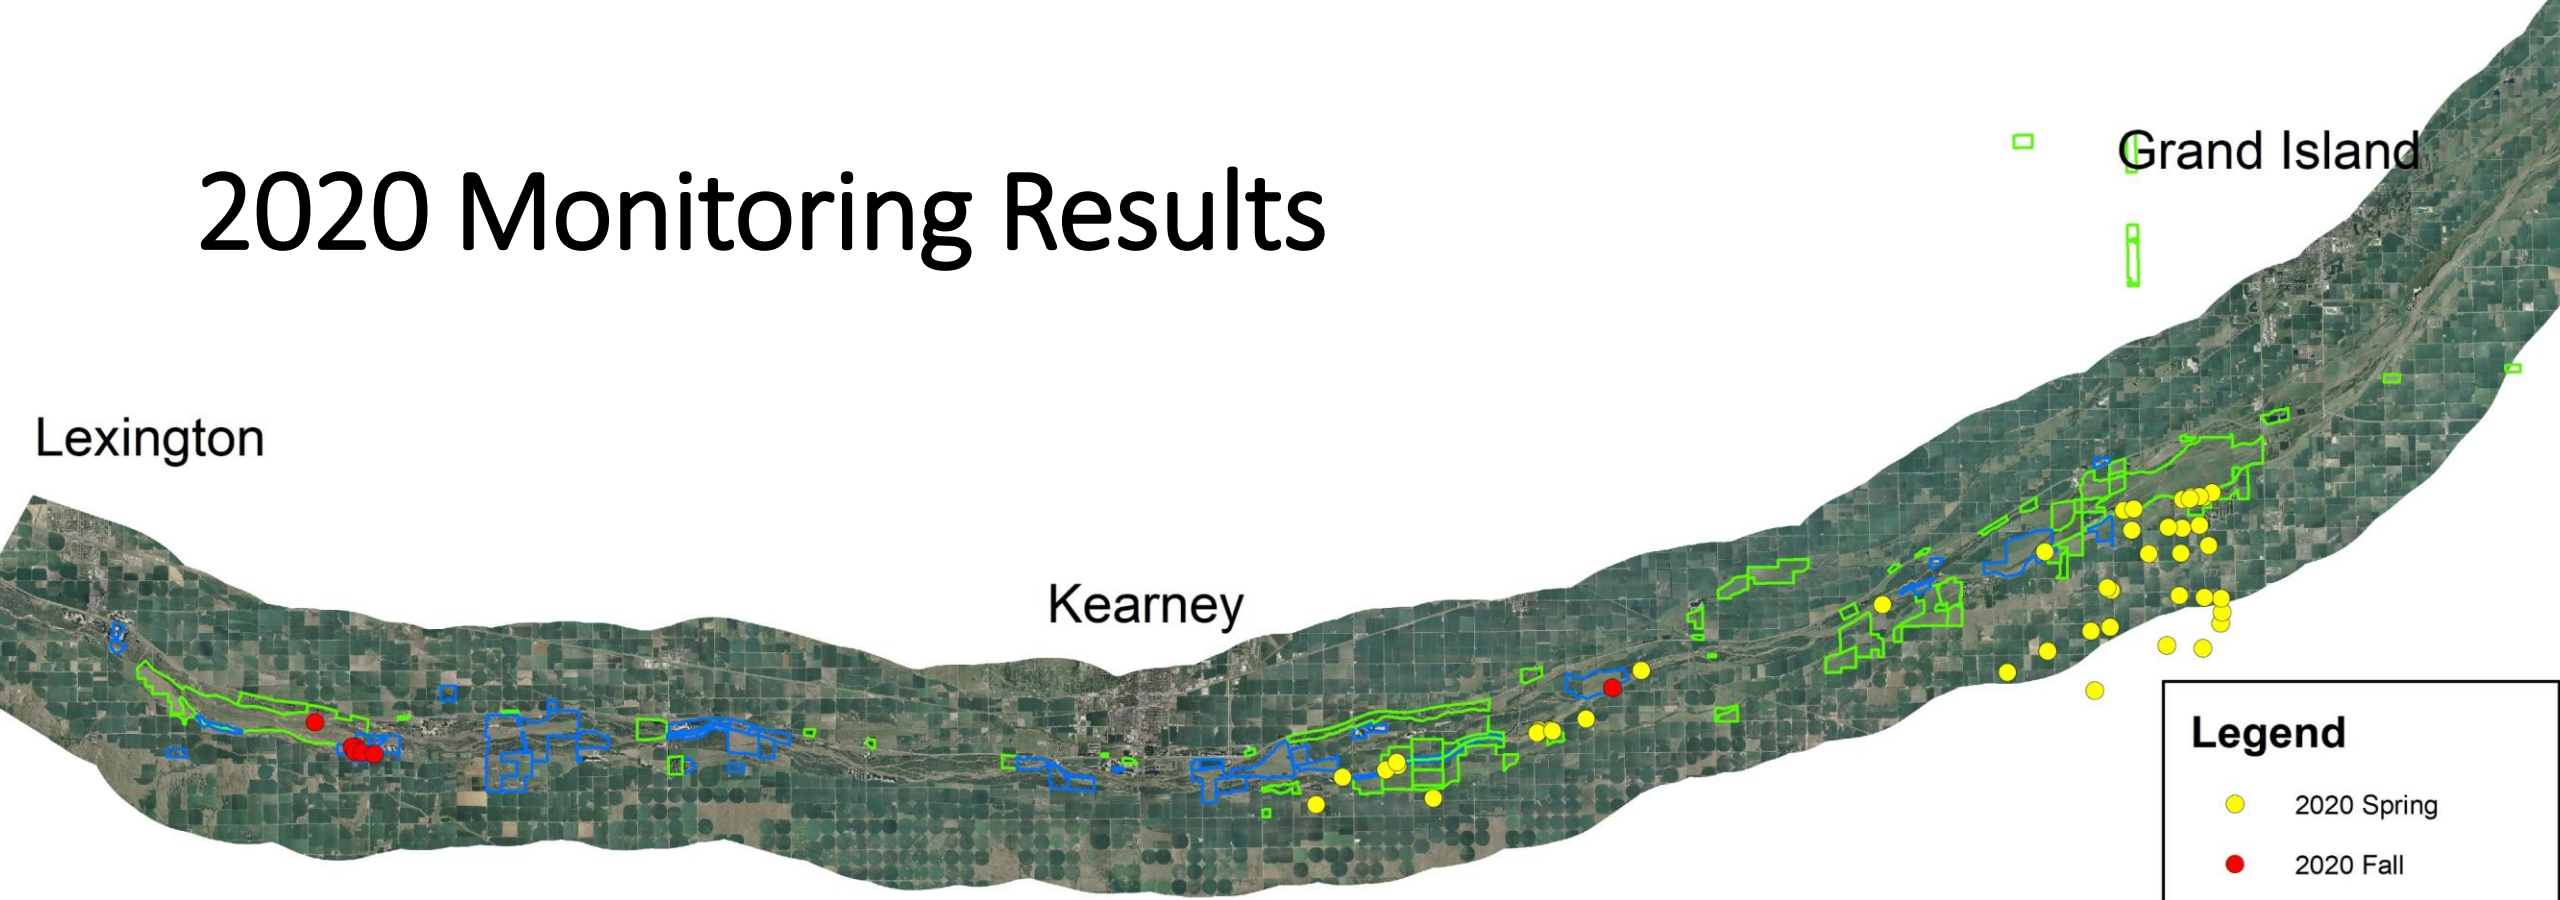 Grand Island
2020 Monitoring Results
Lexington
Kearney
Legend
2020 Spring
2020 Fall